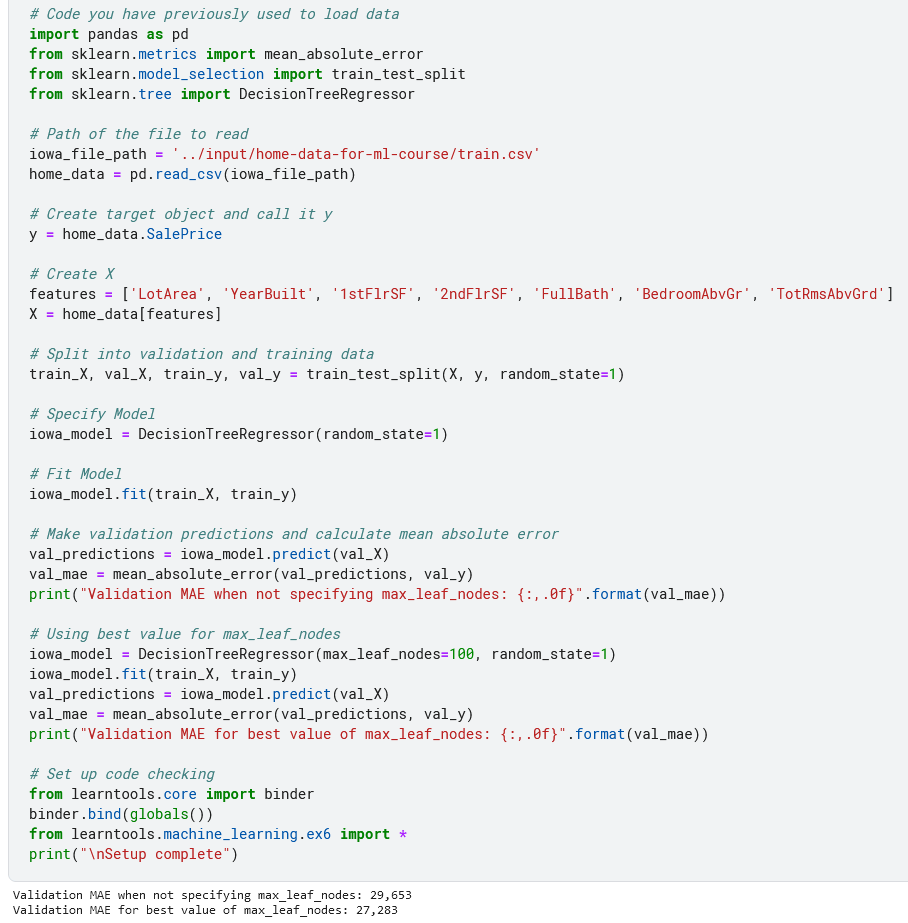 # Code you have previously used to load data
import pandas as pd
from sklearn.metrics import mean_absolute_error
from sklearn.model_selection import train_test_split
from sklearn.tree import DecisionTreeRegressor
# Path of the file to read
iowa_file_path = '../input/home-data-for-ml-course/train.csv'
home_data = pd.read_csv(iowa_file_path)
# Create target object and call it y
y = home_data.SalePrice
# Create X
features = ['LotArea', 'YearBuilt', '1stFlrSF', '2ndFlrSF', 'FullBath', 'BedroomAbvGr', 'TotRmsAbvGrd']
X = home_data[features]
# Split into validation and training data
train_X, val_X, train_y, val_y = train_test_split(X, y, random_state=1)
# Specify Model
iowa_model = DecisionTreeRegressor(random_state=1)
# Fit Model
iowa_model.fit(train_X, train_y)
# Make validation predictions and calculate mean absolute error
val_predictions = iowa_model.predict(val_X)
val_mae = mean_absolute_error(val_predictions, val_y)
print("Validation MAE when not specifying max_leaf_nodes: {:,.0f}".format(val_mae))
# Using best value for max_leaf_nodes
iowa_model = DecisionTreeRegressor(max_leaf_nodes=100, random_state=1)
iowa_model.fit(train_X, train_y)
val_predictions = iowa_model.predict(val_X)
val_mae = mean_absolute_error(val_predictions, val_y)
print("Validation MAE for best value of max_leaf_nodes: {:,.0f}".format(val_mae))
# Set up code checking
from learntools.core import binder
binder.bind(globals())
from learntools.machine_learning.ex6 import *
print("\nSetup complete")
Validation MAE when not specifying max_leaf_nodes: 29,653
Validation MAE for best value of max_leaf_nodes: 27,283